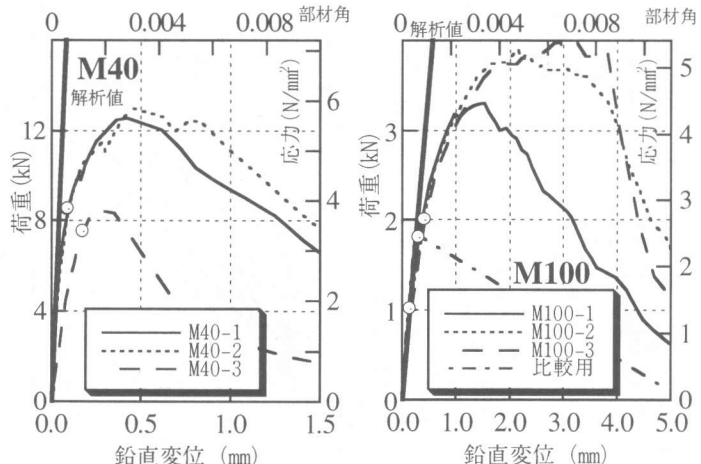 0 0.004 0.008 部材角
M40
解析値
12
8
4
0
荷重(kN)
6
5
4
3
2
1
0
応力(N/mm²)
M40-1
M40-2
M40-3
0.0 0.5 1.0 1.5
鉛直変位 (mm)
0 0.004 0.008 部材角
解析値
3
2
1
0
荷重(kN)
5
4
3
2
1
0
応力(N/mm²)
M100
M100-1
M100-2
M100-3
比較用
0.0 1.0 2.0 3.0 4.0 5.0
鉛直変位 (mm)